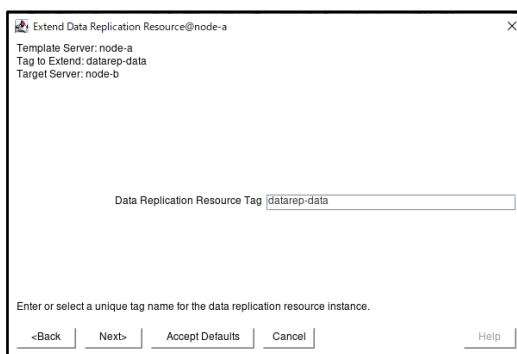 Extend Data Replication Resource@node-a
Template Server: node-a
Tag to Extend: datarep-data
Target Server: node-b
Data Replication Resource Tag datarep-data
Enter or select a unique tag name for the data replication resource instance.
<Back Next> Accept Defaults Cancel Help